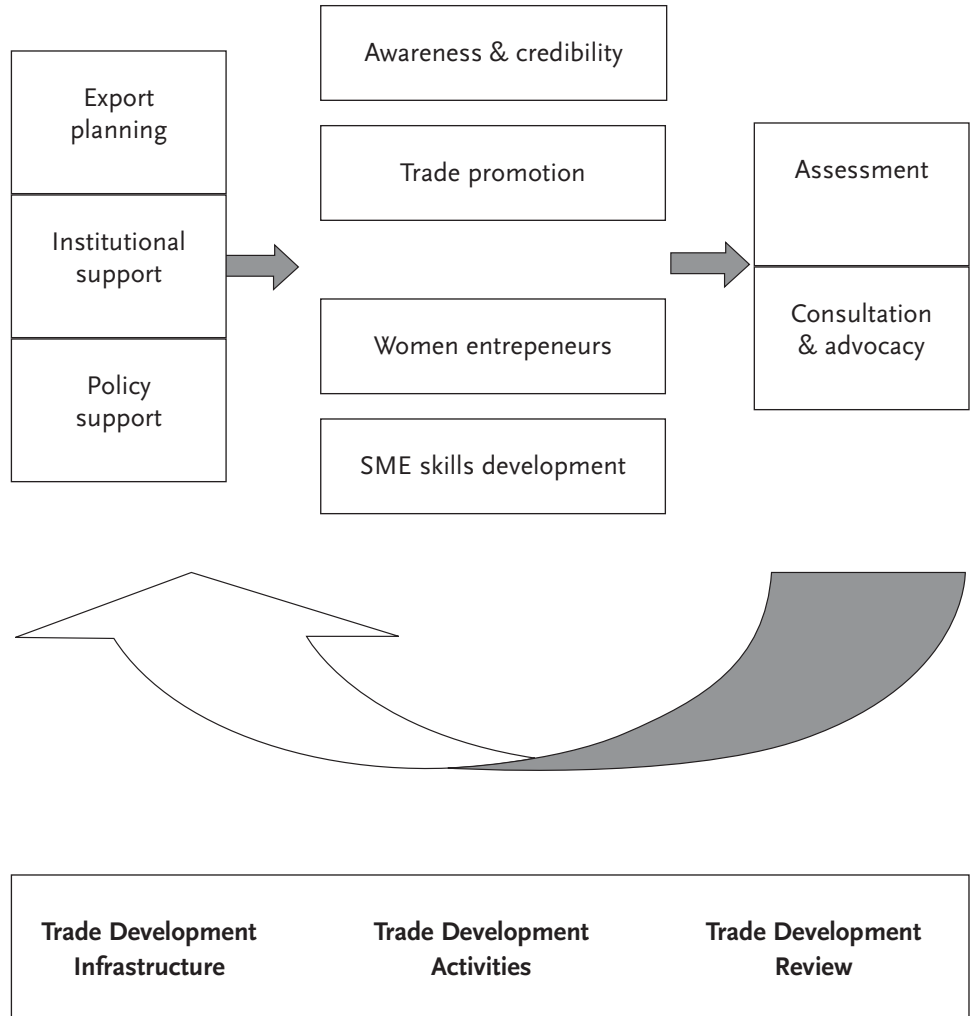 Export
planning
Institutional
support
Policy
support
Awareness & credibility
Trade promotion
Women entrepeneurs
SME skills development
Assessment
Consultation
& advocacy
Trade Development
Infrastructure
Trade Development
Activities
Trade Development
Review